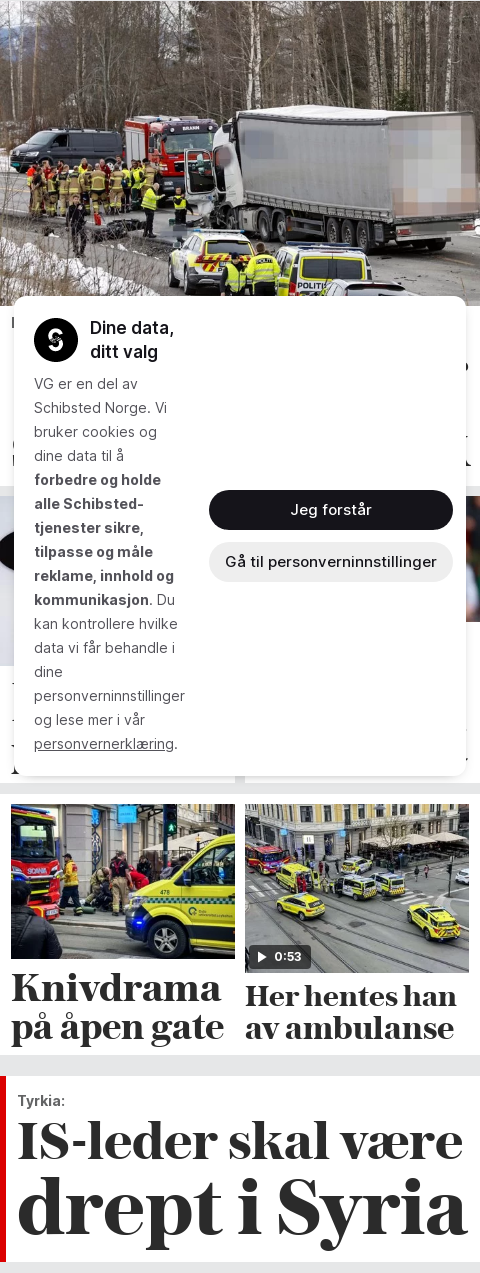 BRANN
POLITI
Dine data,
ditt valg
VG er en del av
Schibsted Norge. Vi
bruker cookies og
dine data til å
forbedre og holde
alle Schibsted-
tjenester sikre,
tilpasse og måle
reklame, innhold og
kommunikasjon. Du
kan kontrollere hvilke
data vi får behandle i
dine
personverninnstillinger
og lese mer i vår
personvernerklæring.
Jeg forstår
Gå til personverninnstillinger
478
0:53
Knivdrama
på åpen gate
Her hentes han
av ambulanse
Tyrkia:
IS-leder skal være
drept i Syria